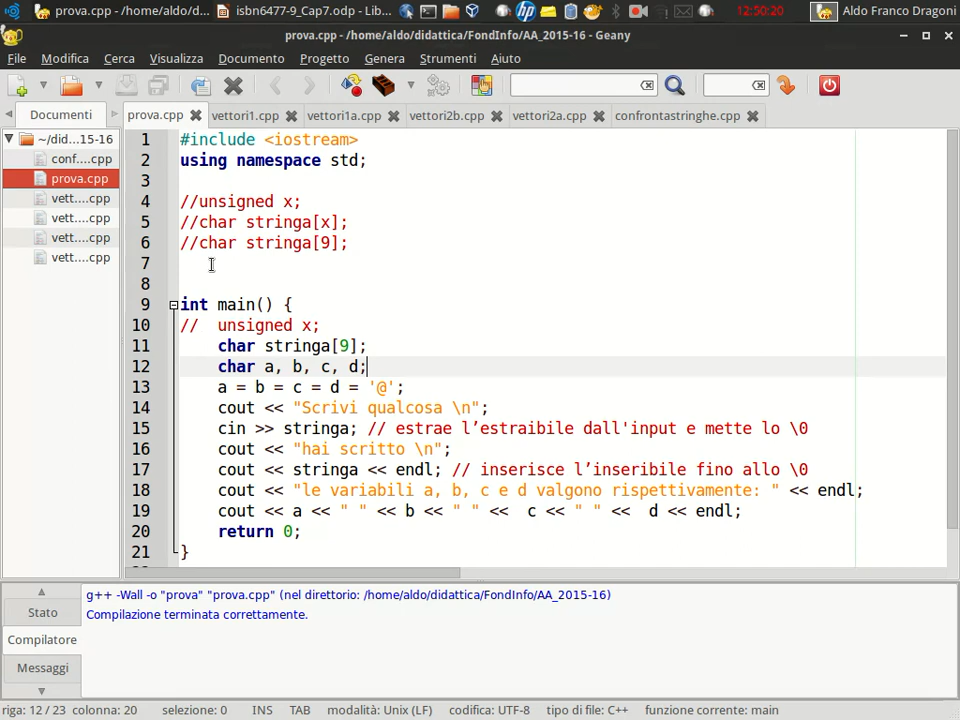 prova.cpp - /home/aldo/d...
isbn6477-9_Cap7.odp - Lib...
12:50:20
Aldo Franco Dragoni
prova.cpp - /home/aldo/didattica/FondInfo/AA_2015-16 - Geany
File Modifica Cerca Visualizza Documento Progetto Genera Strumenti Aiuto
Documenti
prova.cpp vettori1.cpp vettori1a.cpp vettori2b.cpp vettori2a.cpp confrontastringhe.cpp
~/did...15-16
conf....cpp
prova.cpp
vett....cpp
vett....cpp
vett....cpp
vett....cpp
1 #include <iostream>
2 using namespace std;
3
4 //unsigned x;
5 //char stringa[x];
6 //char stringa[9];
7
8
9 int main() {
10 //  unsigned x;
11 char stringa[9];
12 char a, b, c, d;
13 a = b = c = d = '@';
14 cout << "Scrivi qualcosa \n";
15 cin >> stringa; // estrae l’estraibile dall'input e mette lo \0
16 cout << "hai scritto \n";
17 cout << stringa << endl; // inserisce l’inseribile fino allo \0
18 cout << "le variabili a, b, c e d valgono rispettivamente: " << endl;
19 cout << a << " " << b << " " <<  c << " " <<  d << endl;
20 return 0;
21 }
Stato
Compilatore
Messaggi
g++ -Wall -o "prova" "prova.cpp" (nel direttorio: /home/aldo/didattica/FondInfo/AA_2015-16)
Compilazione terminata correttamente.
riga: 12 / 23 colonna: 20 selezione: 0 INS TAB modalità: Unix (LF) codifica: UTF-8 tipo di file: C++ funzione corrente: main